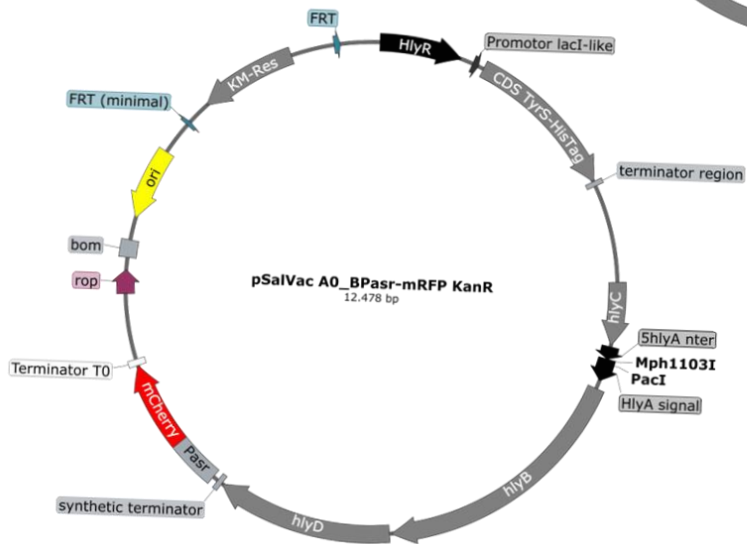 FRT
HlyR
Promotor lacI-like
KM-Res
CDS TyrS-HisTag
FRT (minimal)
terminator region
ori
bom
rop
pSalVac A0_BPasr-mRFP KanR
12.478 bp
hlyC
5hlyA nter
Mph1103I
PacI
HlyA signal
Terminator T0
mCherry
Pasr
hlyB
synthetic terminator
hlyD